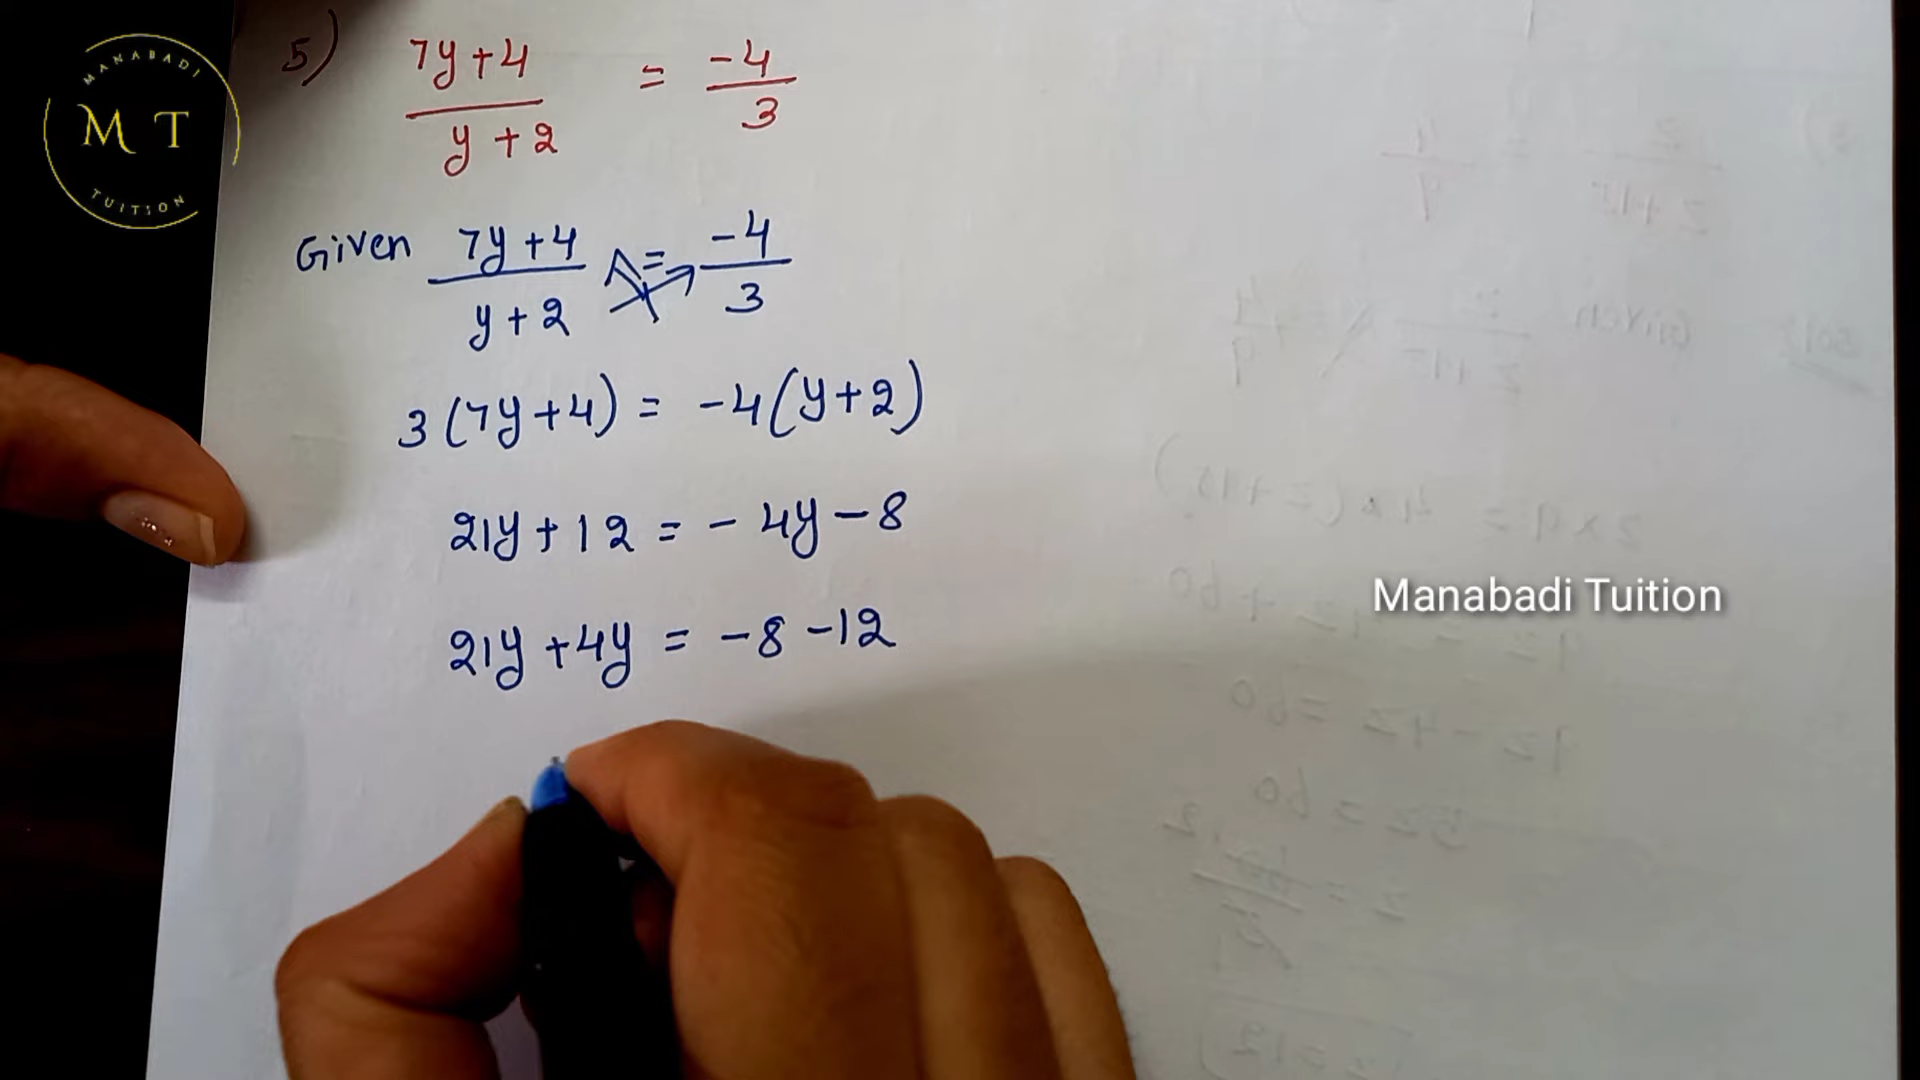 MANABADI
M T
TUITION
5) 7y+4 / y+2 = -4 / 3
Given 7y+4 / y+2 = -4 / 3
3(7y+4) = -4(y+2)
21y+12 = -4y-8
21y+4y = -8-12
Manabadi Tuition